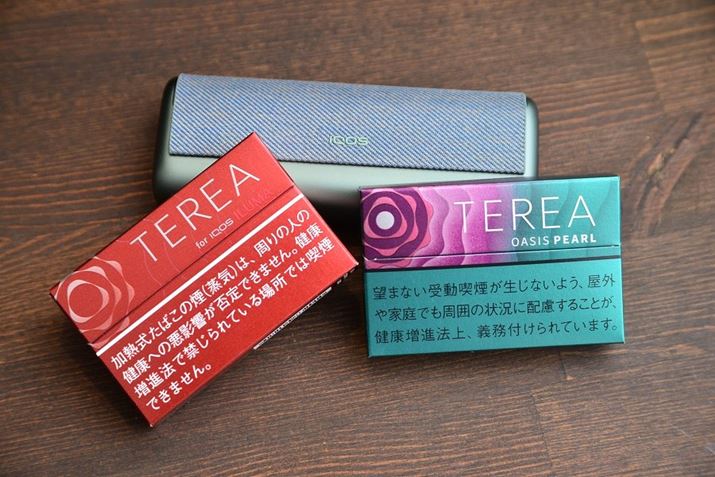 IQOS
TEREA
for IQOS ILUMA
加熱式たばこの煙(蒸気)は、周りの人の
健康への悪影響が否定できません。健康
増進法で禁じられている場所では喫煙
できません。
TEREA
OASIS PEARL
望まない受動喫煙が生じないよう、屋外
や家庭でも周囲の状況に配慮することが、
健康増進法上、義務付けられています。